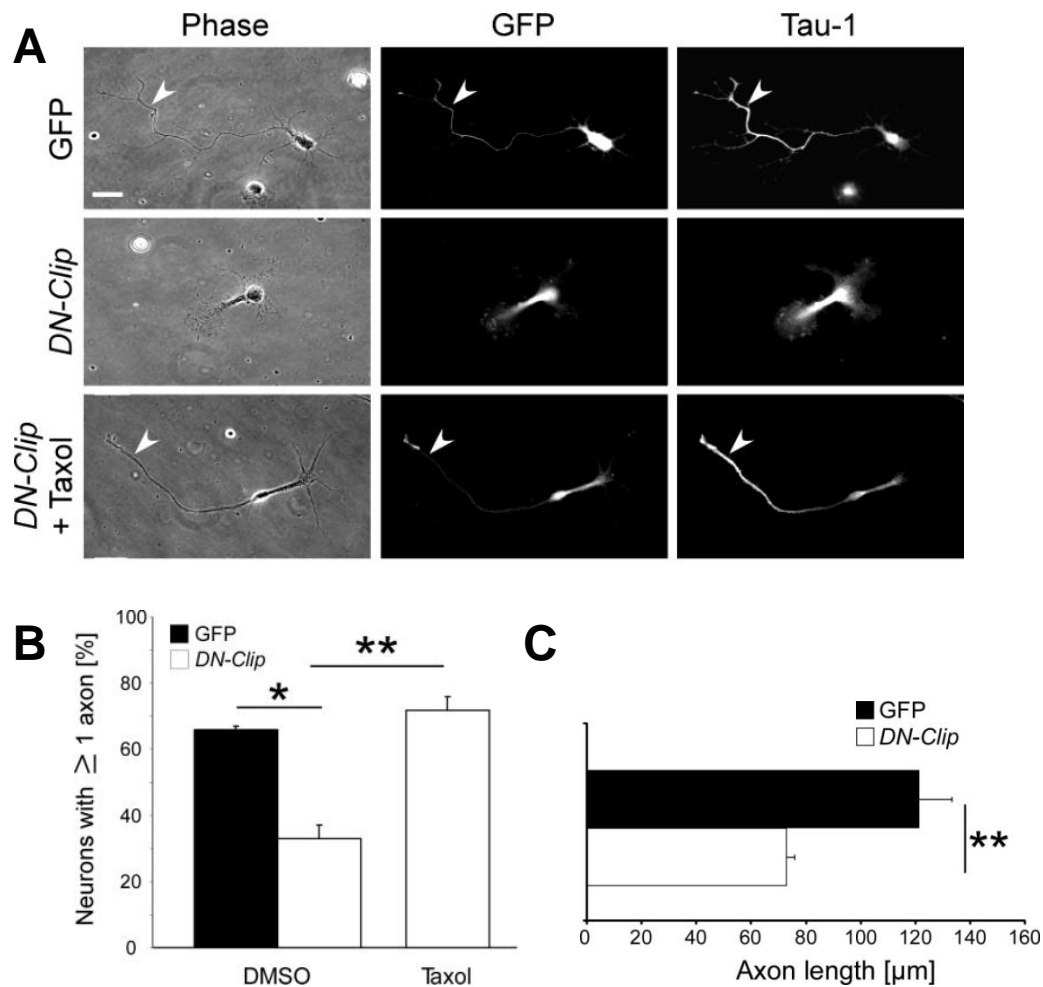 A
Phase GFP Tau-1
GFP
DN-Clip
DN-Clip
+ Taxol
B
Neurons with ≥ 1 axon [%]
100
80
60
40
20
0
GFP
DN-Clip
*
**
DMSO Taxol
C
GFP
DN-Clip
**
0 20 40 60 80 100 120 140 160
Axon length [µm]